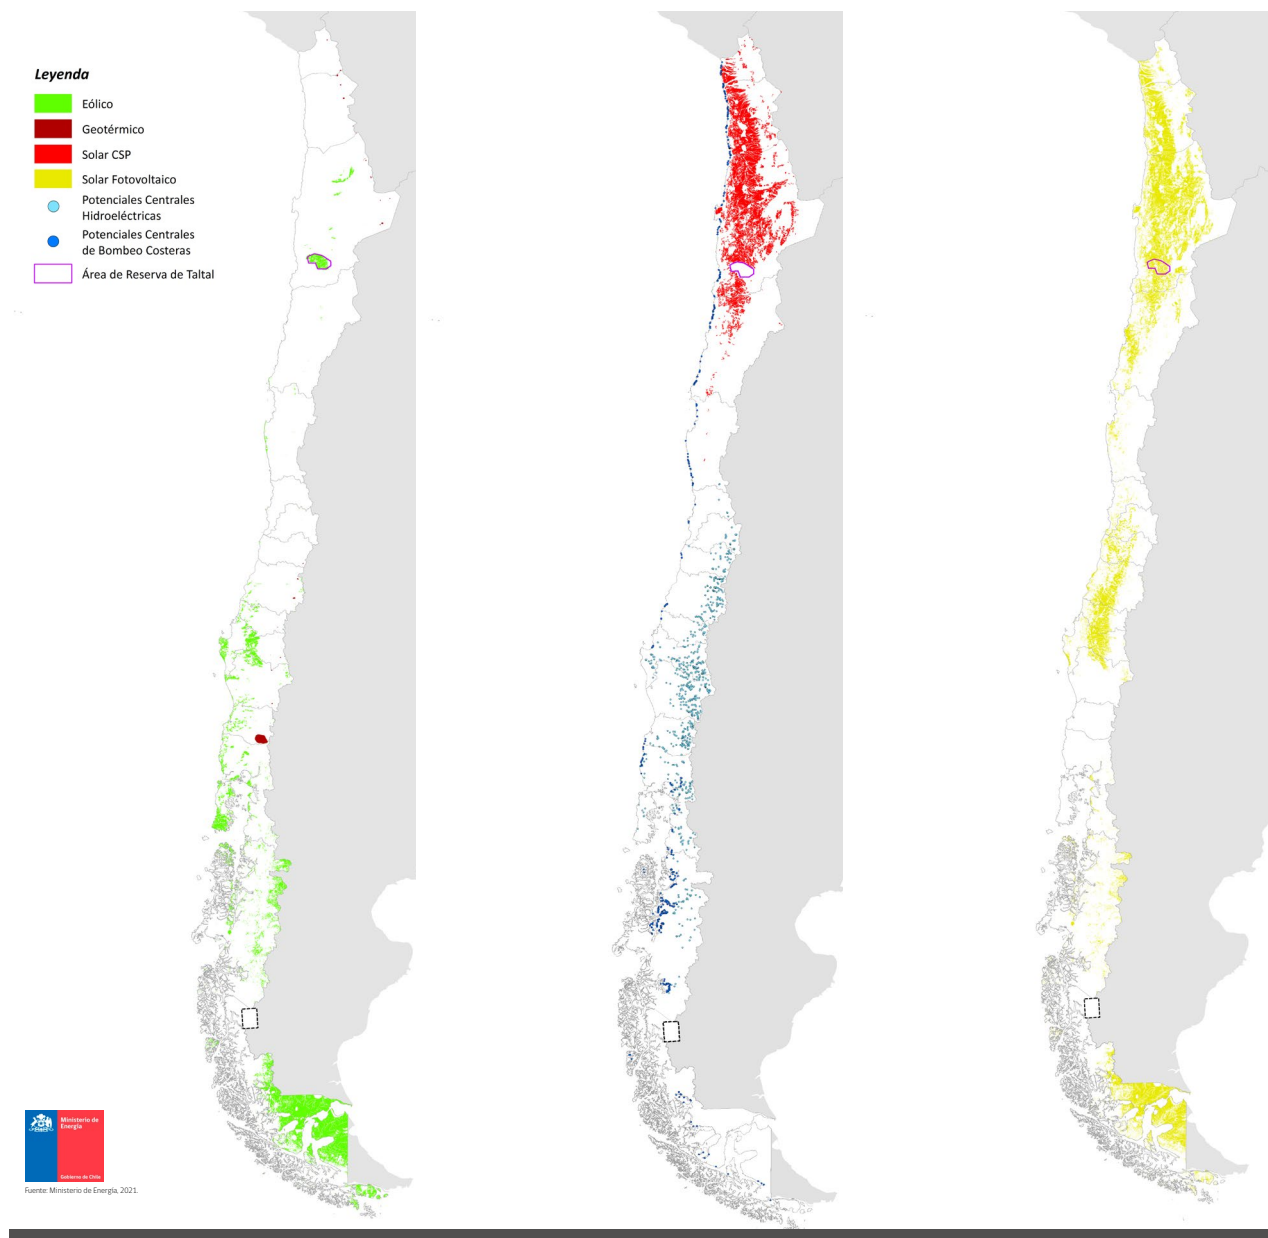 Leyenda
Eólico
Geotérmico
Solar CSP
Solar Fotovoltaico
Potenciales Centrales
Hidroeléctricas
Potenciales Centrales
de Bombeo Costeras
Área de Reserva de Taltal
Ministerio de
Energía
Gobierno de Chile
Fuente: Ministerio de Energía, 2021.